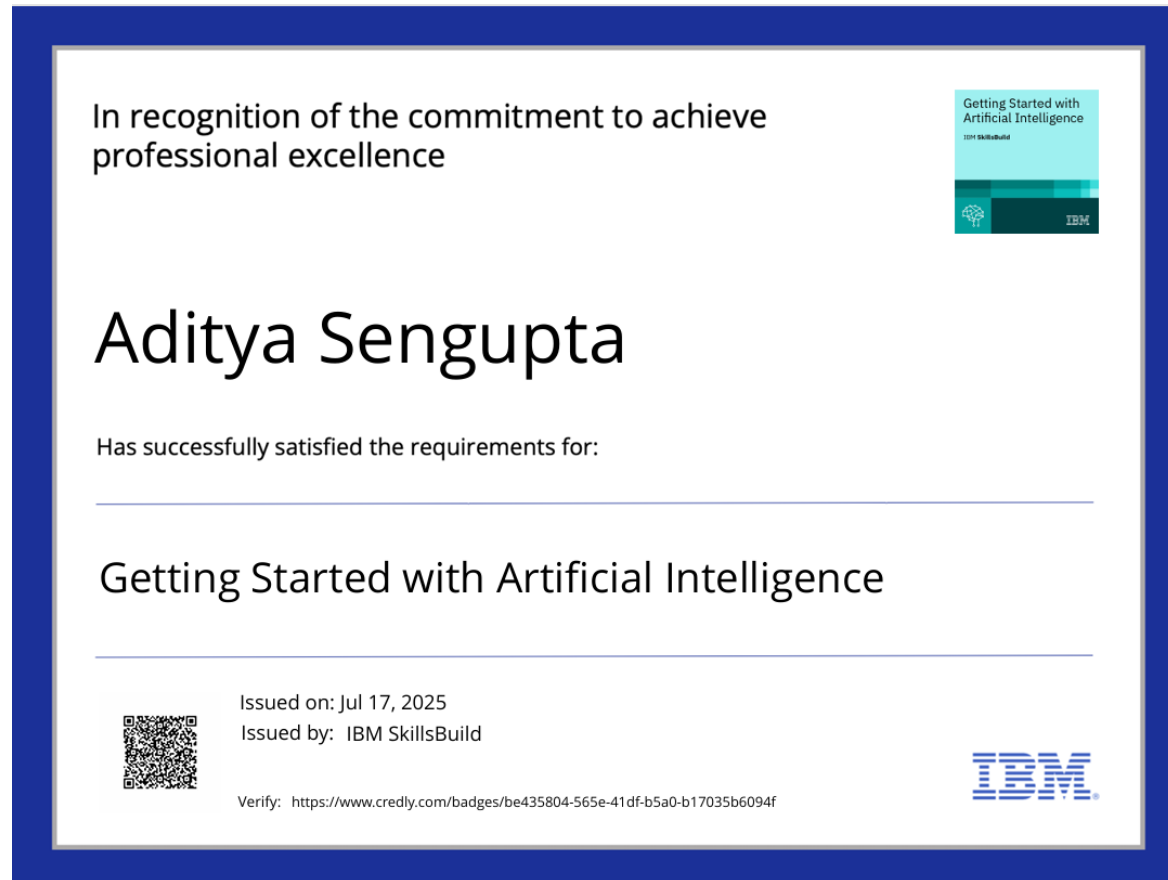 In recognition of the commitment to achieve
professional excellence
Getting Started with
Artificial Intelligence
IBM SkillsBuild
IBM
Aditya Sengupta
Has successfully satisfied the requirements for:
Getting Started with Artificial Intelligence
Issued on: Jul 17, 2025
Issued by: IBM SkillsBuild
Verify: https://www.credly.com/badges/be435804-565e-41df-b5a0-b17035b6094f
IBM®